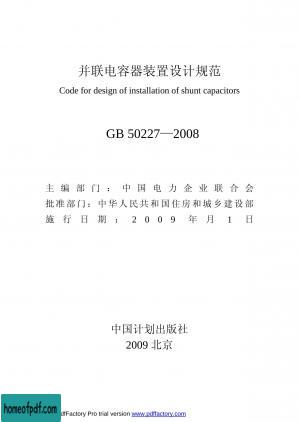 并联电容器装置设计规范
Code for design of installation of shunt capacitors
GB 50227—2008
主编部门：中国电力企业联合会
批准部门：中华人民共和国住房和城乡建设部
施行日期：2009年月1日
中国计划出版社
2009 北京
homeofpdf.com
pdfFactory Pro trial version www.pdffactory.com